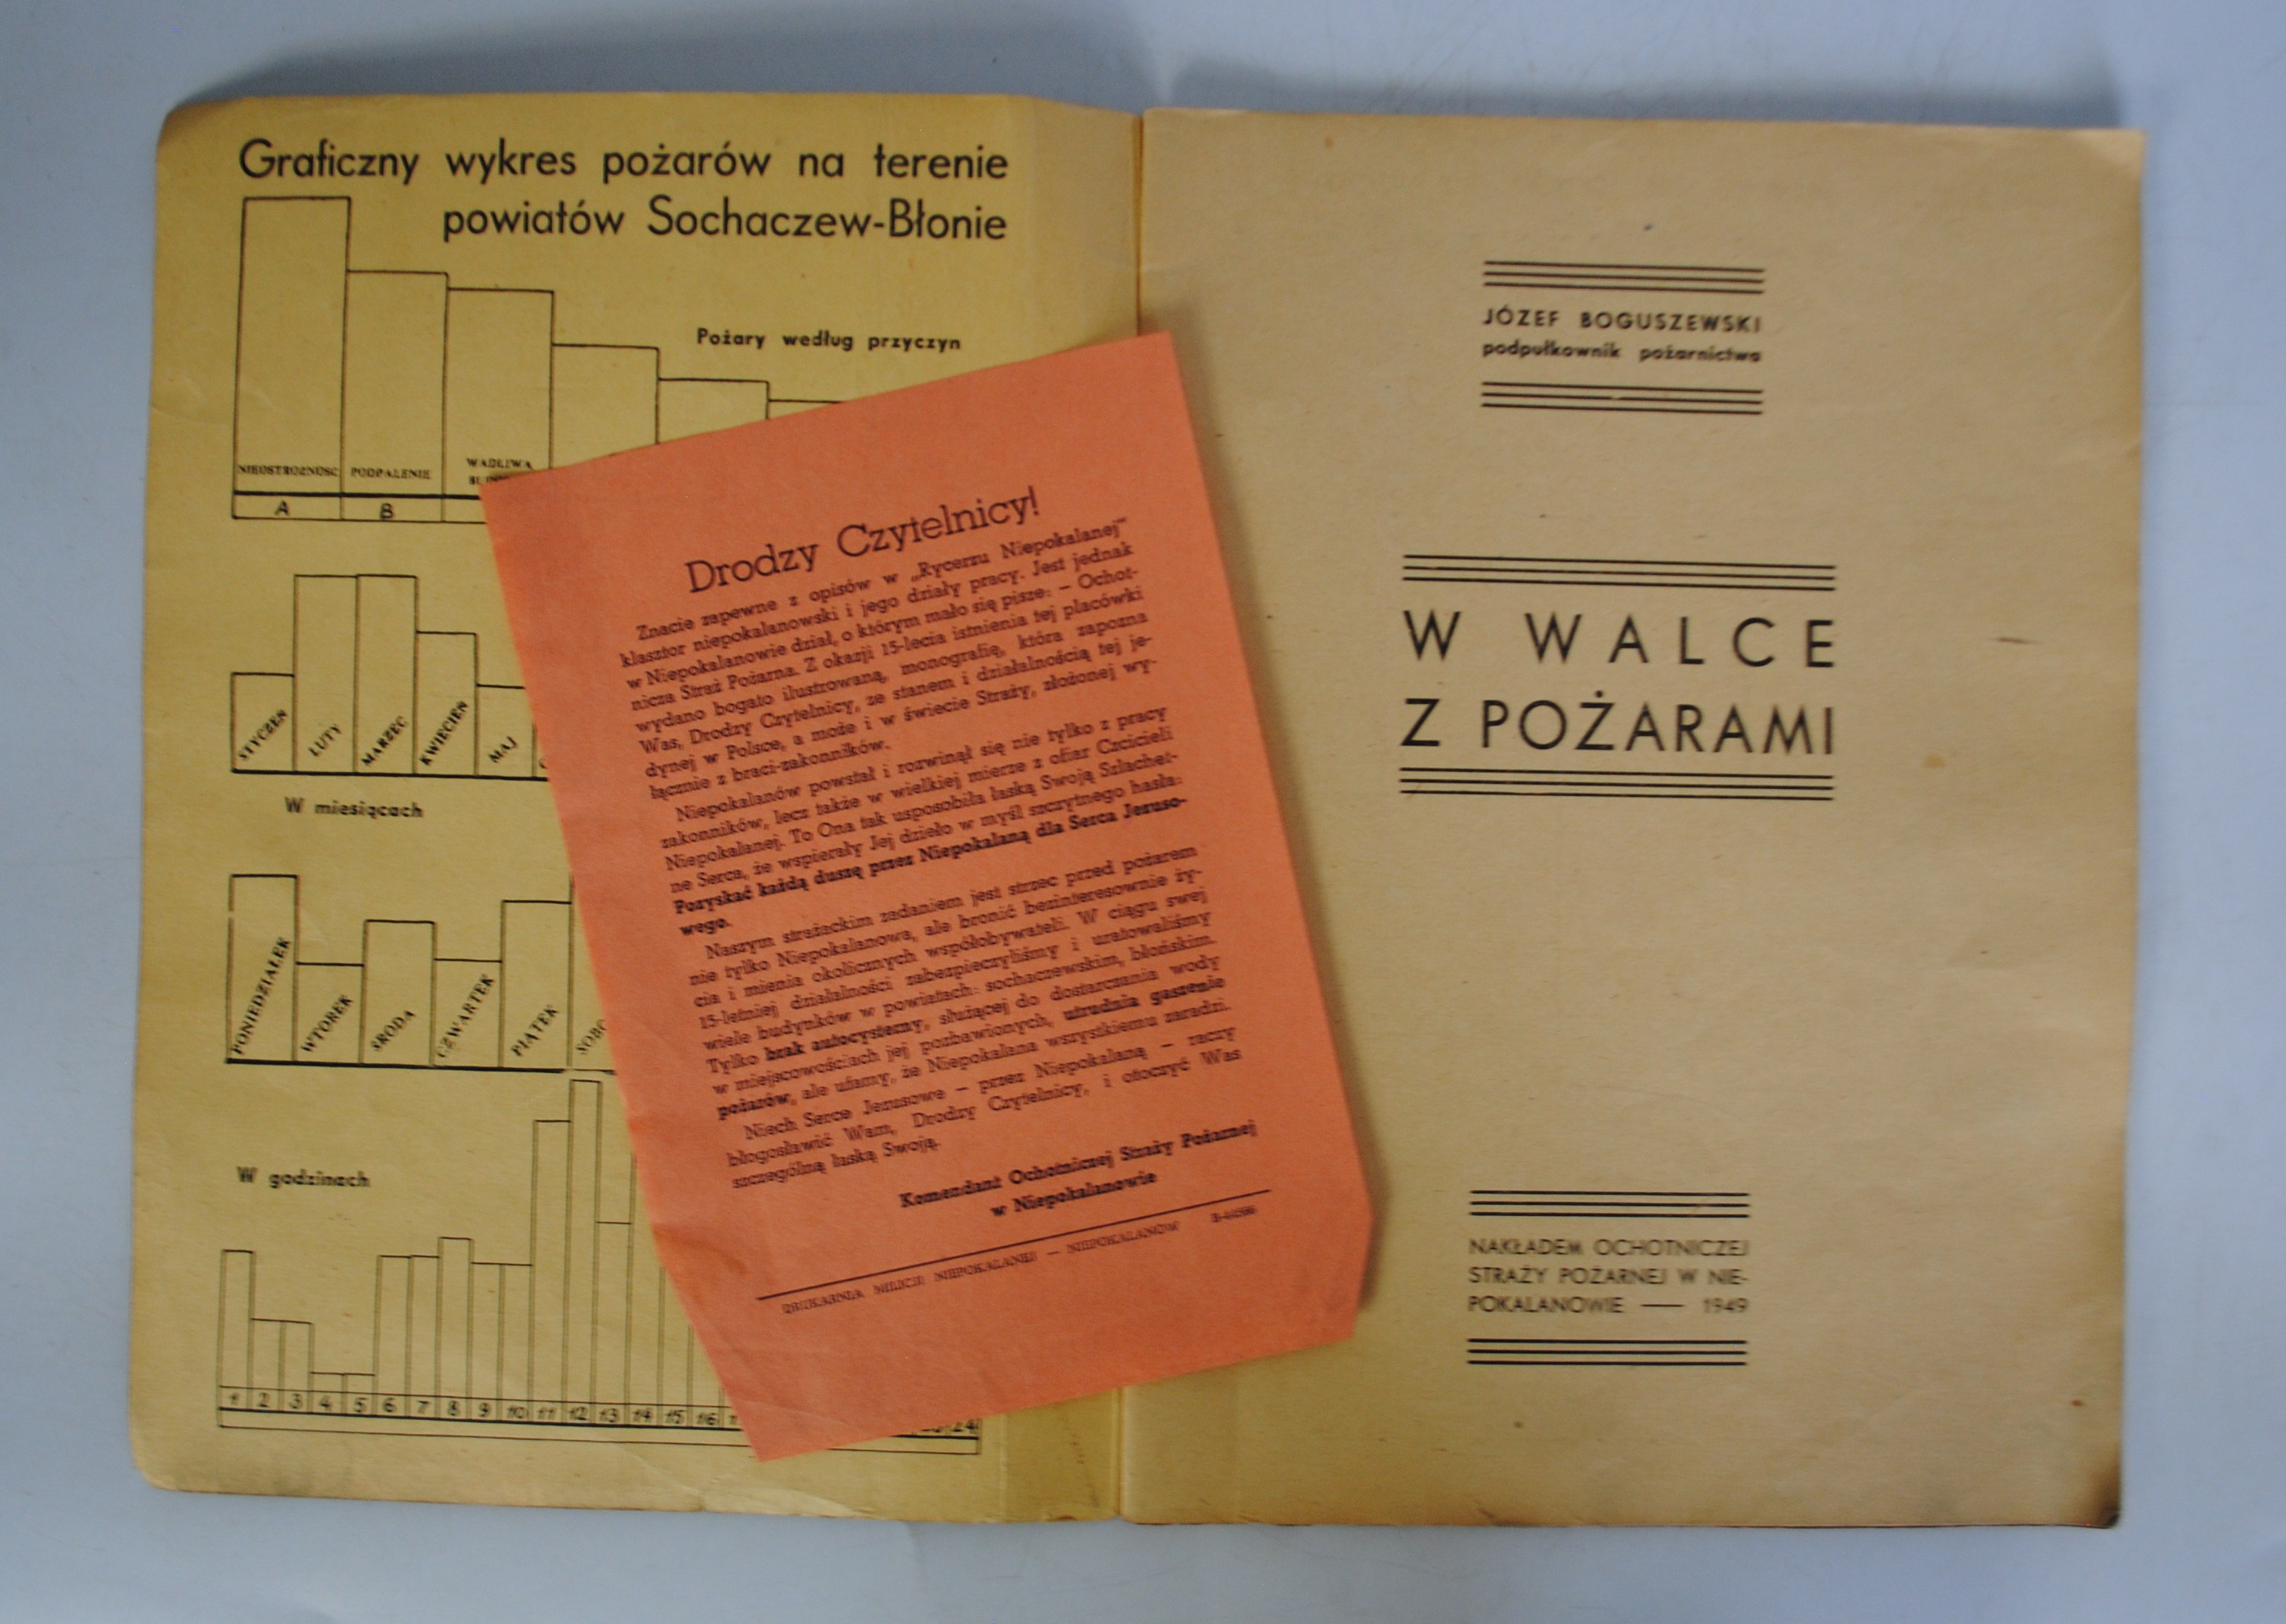 Graficzny wykres pożarów na terenie
powiatów Sochaczew-Błonie
Pożary według przyczyn
NIEOSTROŻNOŚĆ PODPALENIE WADLIWA
A B
STYCZEŃ LUTY MARZEC KWIECIEŃ MAJ
W miesiącach
PONIEDZIAŁEK WTOREK ŚRODA CZWARTEK PIĄTEK
W godzinach
1 2 3 4 5 6 7 8 9 10 11 12 13 14 15 16 24
Drodzy Czytelnicy!
Znacie zapewne z opisów w „Rycerzu Niepokalanej"
klasztor niepokalanowski i jego działy pracy. Jest jednak
w Niepokalanowie dział, o którym mało się pisze: – Ochot-
nicza Straż Pożarna. Z okazji 15-lecia istnienia tej placówki
wydano bogato ilustrowaną, monografię, która zapozna
Was, Drodzy Czytelnicy, ze stanem i działalnością tej je-
dynej w Polsce, a może i w świecie Straży, złożonej wy-
łącznie z braci-zakonników.
Niepokalanów powstał i rozwinął się nie tylko z pracy
zakonników, lecz także w wielkiej mierze z ofiar Czcicieli
Niepokalanej. To Ona tak usposobiła łaską Swoją Szlachet-
ne Serca, że wspierały Jej dzieło w myśl szczytnego hasła:
Pozyskać każdą duszę przez Niepokalaną dla Serca Jezuso-
wego.
Naszym strażackim zadaniem jest strzec przed pożarem
nie tylko Niepokalanowa, ale bronić bezinteresownie ży-
cia i mienia okolicznych współobywateli. W ciągu swej
15-letniej działalności zabezpieczyliśmy i uratowaliśmy
wiele budynków w powiatach: sochaczewskim, błońskim.
Tylko brak autocysterny, służącej do dostarczania wody
w miejscowościach jej pozbawionych, utrudnia gaszenie
pożarów, ale ufamy, że Niepokalana wszystkiemu zaradzi.
Niech Serce Jezusowe – przez Niepokalaną – raczy
błogosławić Wam, Drodzy Czytelnicy, i otoczyć Was
szczególną łaską Swoją.
Komendant Ochotniczej Straży Pożarnej
w Niepokalanowie
DRUKARNIA MILICJI NIEPOKALANEJ — NIEPOKALANÓW
JÓZEF BOGUSZEWSKI
podpułkownik pożarnictwa
W WALCE
Z POŻARAMI
NAKŁADEM OCHOTNICZEJ
STRAŻY POŻARNEJ W NIE-
POKALANOWIE — 1949